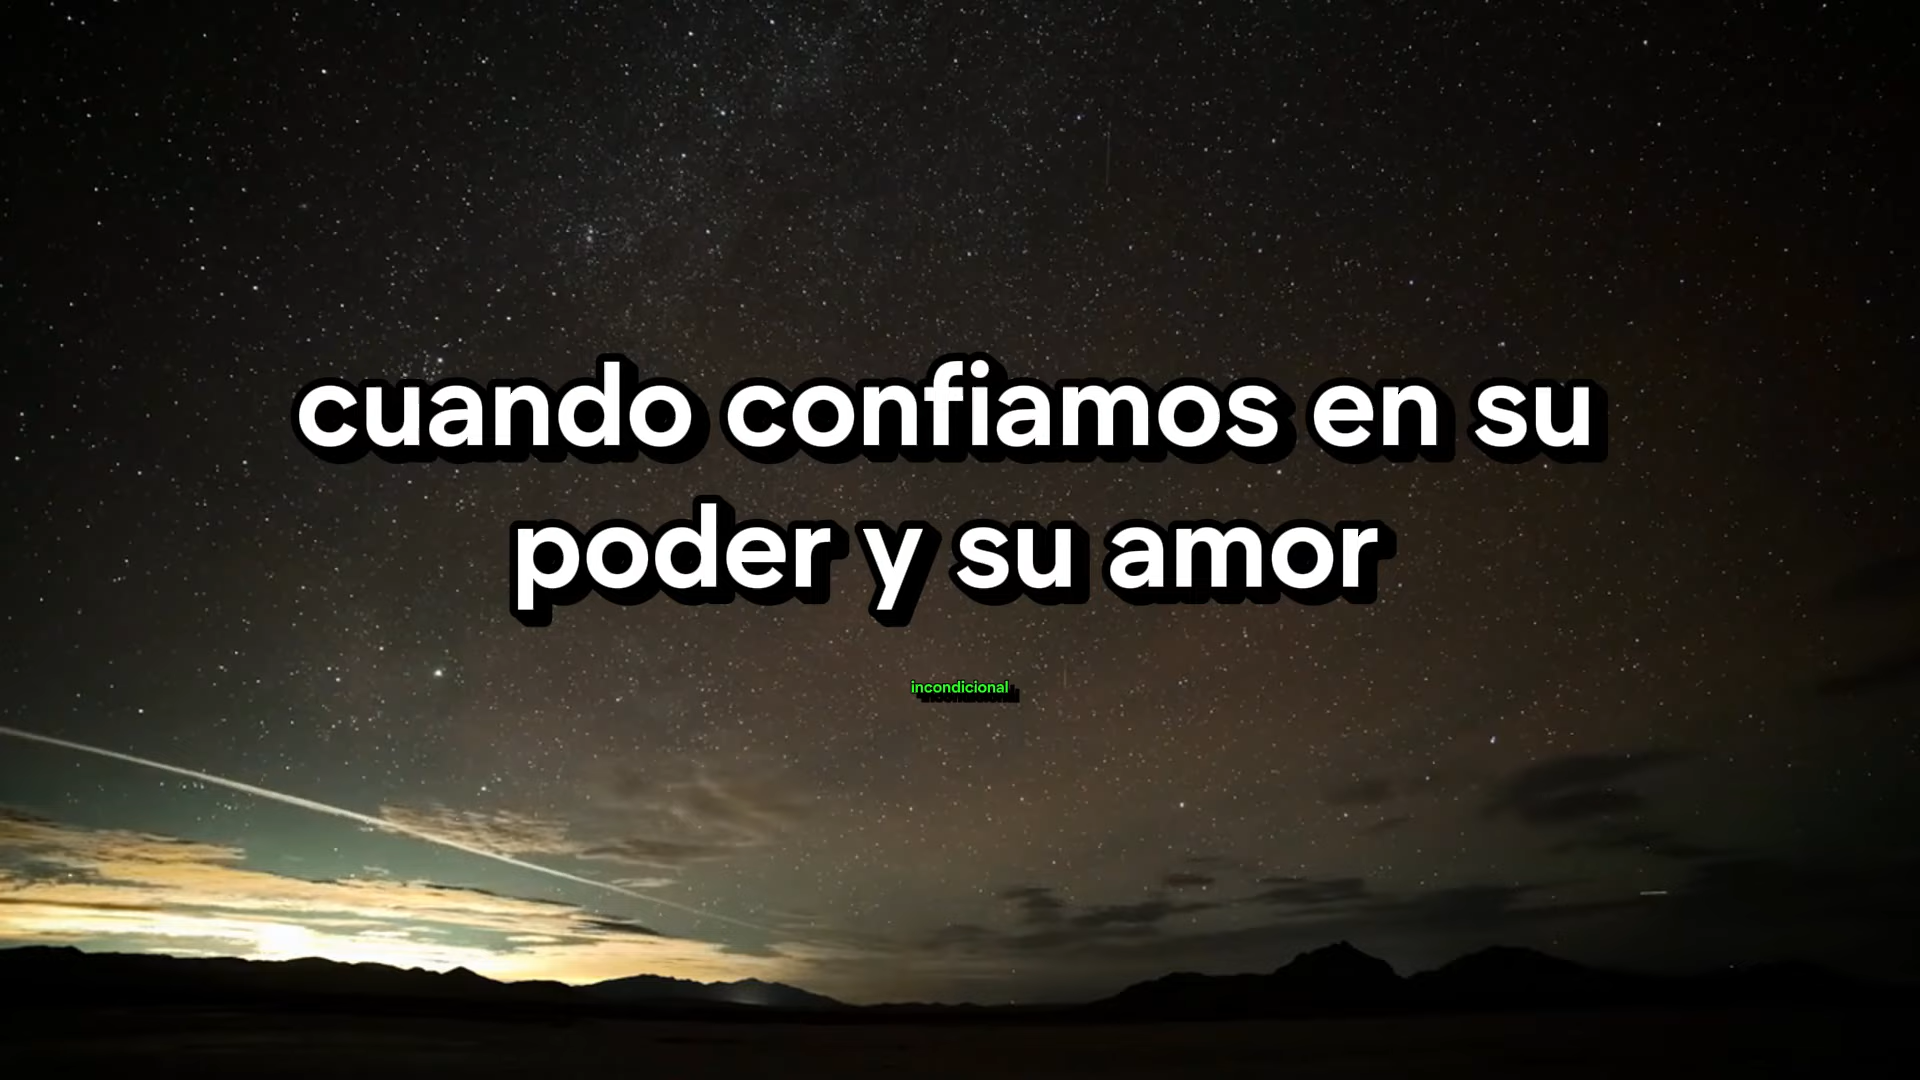 cuando confiamos en su
poder y su amor
incondicional